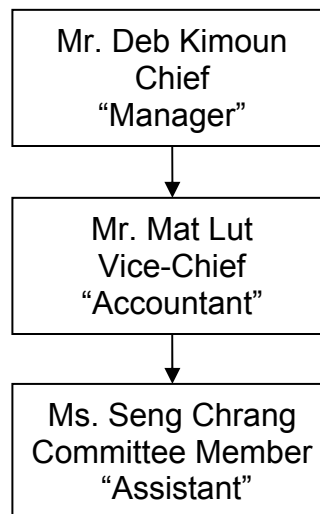 Mr. Deb Kimoun
Chief
“Manager”
Mr. Mat Lut
Vice-Chief
“Accountant”
Ms. Seng Chrang
Committee Member
“Assistant”